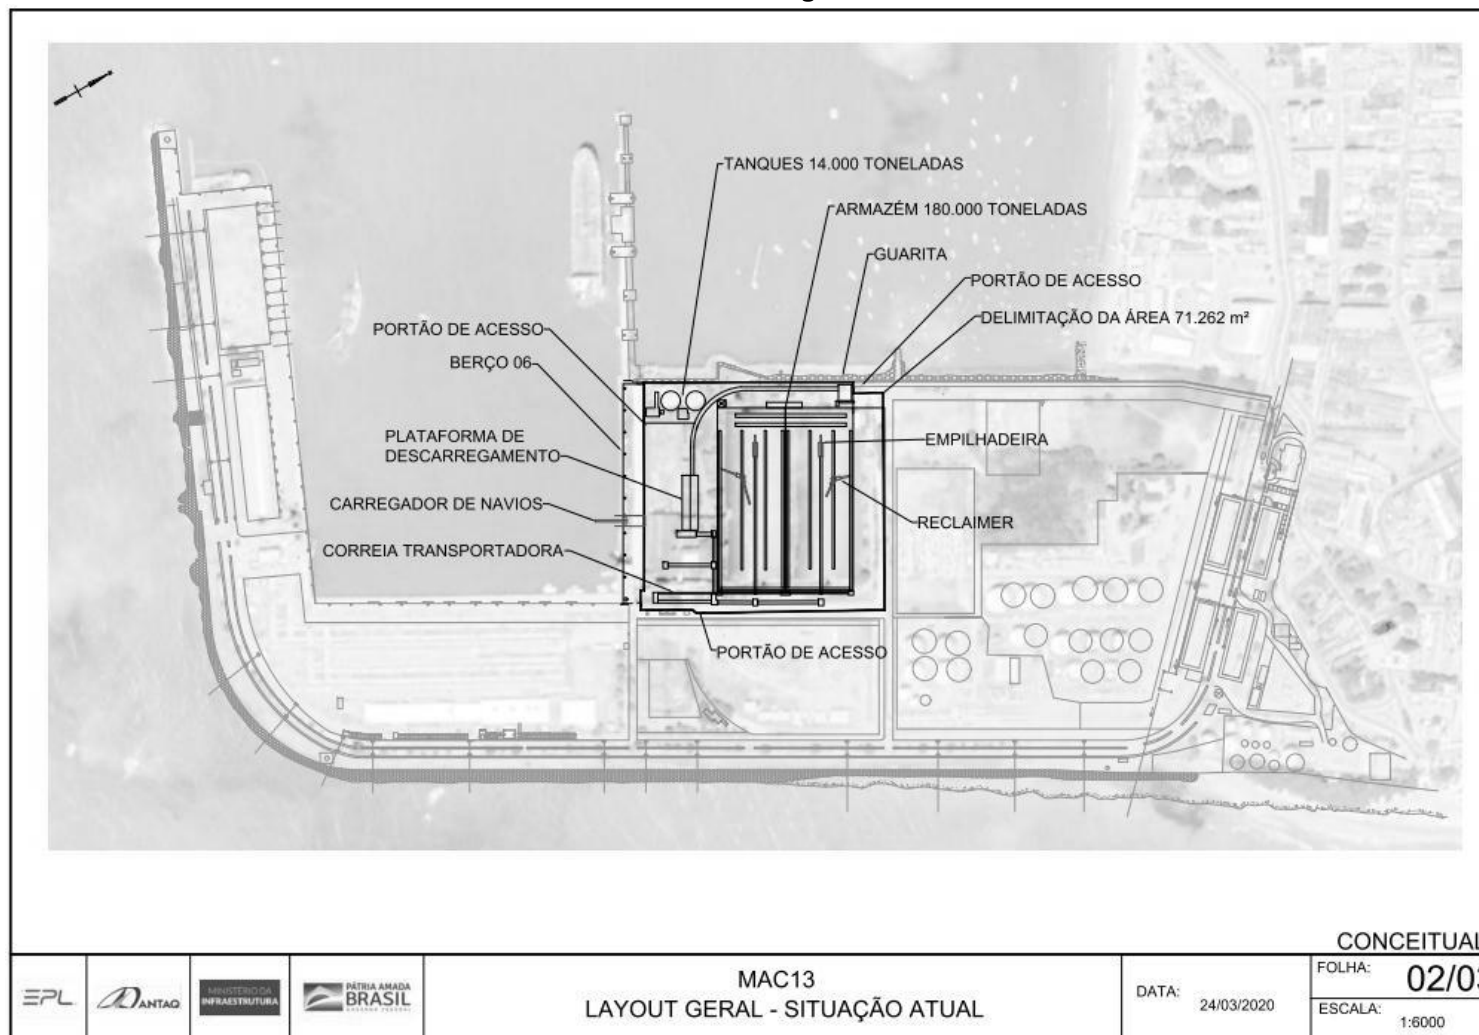 TANQUES 14.000 TONELADAS
ARMAZÉM 180.000 TONELADAS
GUARITA
PORTÃO DE ACESSO
DELIMITAÇÃO DA ÁREA 71.262 m²
PORTÃO DE ACESSO
BERÇO 06
PLATAFORMA DE
DESCARREGAMENTO
EMPILHADEIRA
CARREGADOR DE NAVIOS
RECLAIMER
CORREIA TRANSPORTADORA
PORTÃO DE ACESSO
CONCEITUAL
EPL
ANTAQ
MINISTÉRIO DA
INFRAESTRUTURA
PÁTRIA AMADA
BRASIL
GOVERNO FEDERAL
MAC13
LAYOUT GERAL - SITUAÇÃO ATUAL
DATA:
24/03/2020
FOLHA:
02/03
ESCALA:
1:6000